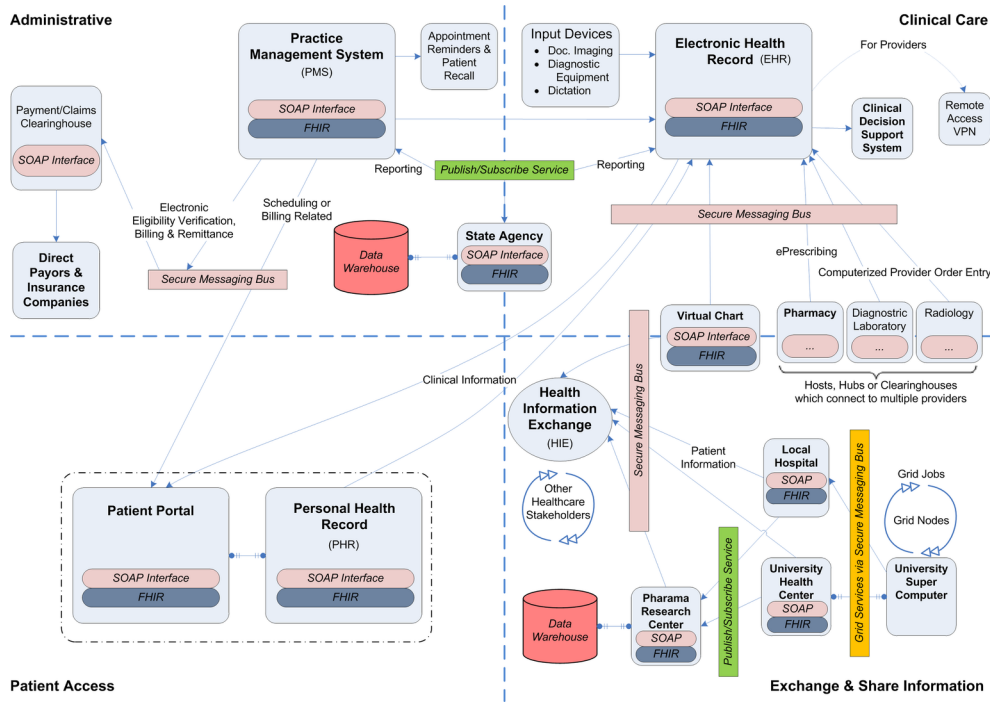 Administrative
Clinical Care
Practice
Management System
(PMS)
SOAP Interface
FHIR
Appointment
Reminders &
Patient
Recall
Input Devices
• Doc. Imaging
• Diagnostic
Equipment
• Dictation
Electronic Health
Record (EHR)
SOAP Interface
FHIR
For Providers
Clinical
Decision
Support
System
Remote
Access
VPN
Payment/Claims
Clearinghouse
SOAP Interface
Reporting
Publish/Subscribe Service
Reporting
Electronic
Eligibility Verification,
Billing & Remittance
Scheduling or
Billing Related
Secure Messaging Bus
Direct
Payors &
Insurance
Companies
Secure Messaging Bus
Data
Warehouse
State Agency
SOAP Interface
FHIR
ePrescribing
Computerized Provider Order Entry
Virtual Chart
SOAP Interface
FHIR
Pharmacy
...
Diagnostric
Laboratory
...
Radiology
...
Hosts, Hubs or Clearinghouses
which connect to multiple providers
Clinical Information
Secure Messaging Bus
Health
Information
Exchange
(HIE)
Other
Healthcare
Stakeholders
Patient
Information
Local
Hospital
SOAP
FHIR
Grid Services via Secure Messaging Bus
Grid Jobs
Grid Nodes
Patient Portal
SOAP Interface
FHIR
Personal Health
Record
(PHR)
SOAP Interface
FHIR
Data
Warehouse
Pharama
Research
Center
SOAP
FHIR
Publish/Subscribe Service
University
Health
Center
SOAP
FHIR
University
Super
Computer
Patient Access
Exchange & Share Information